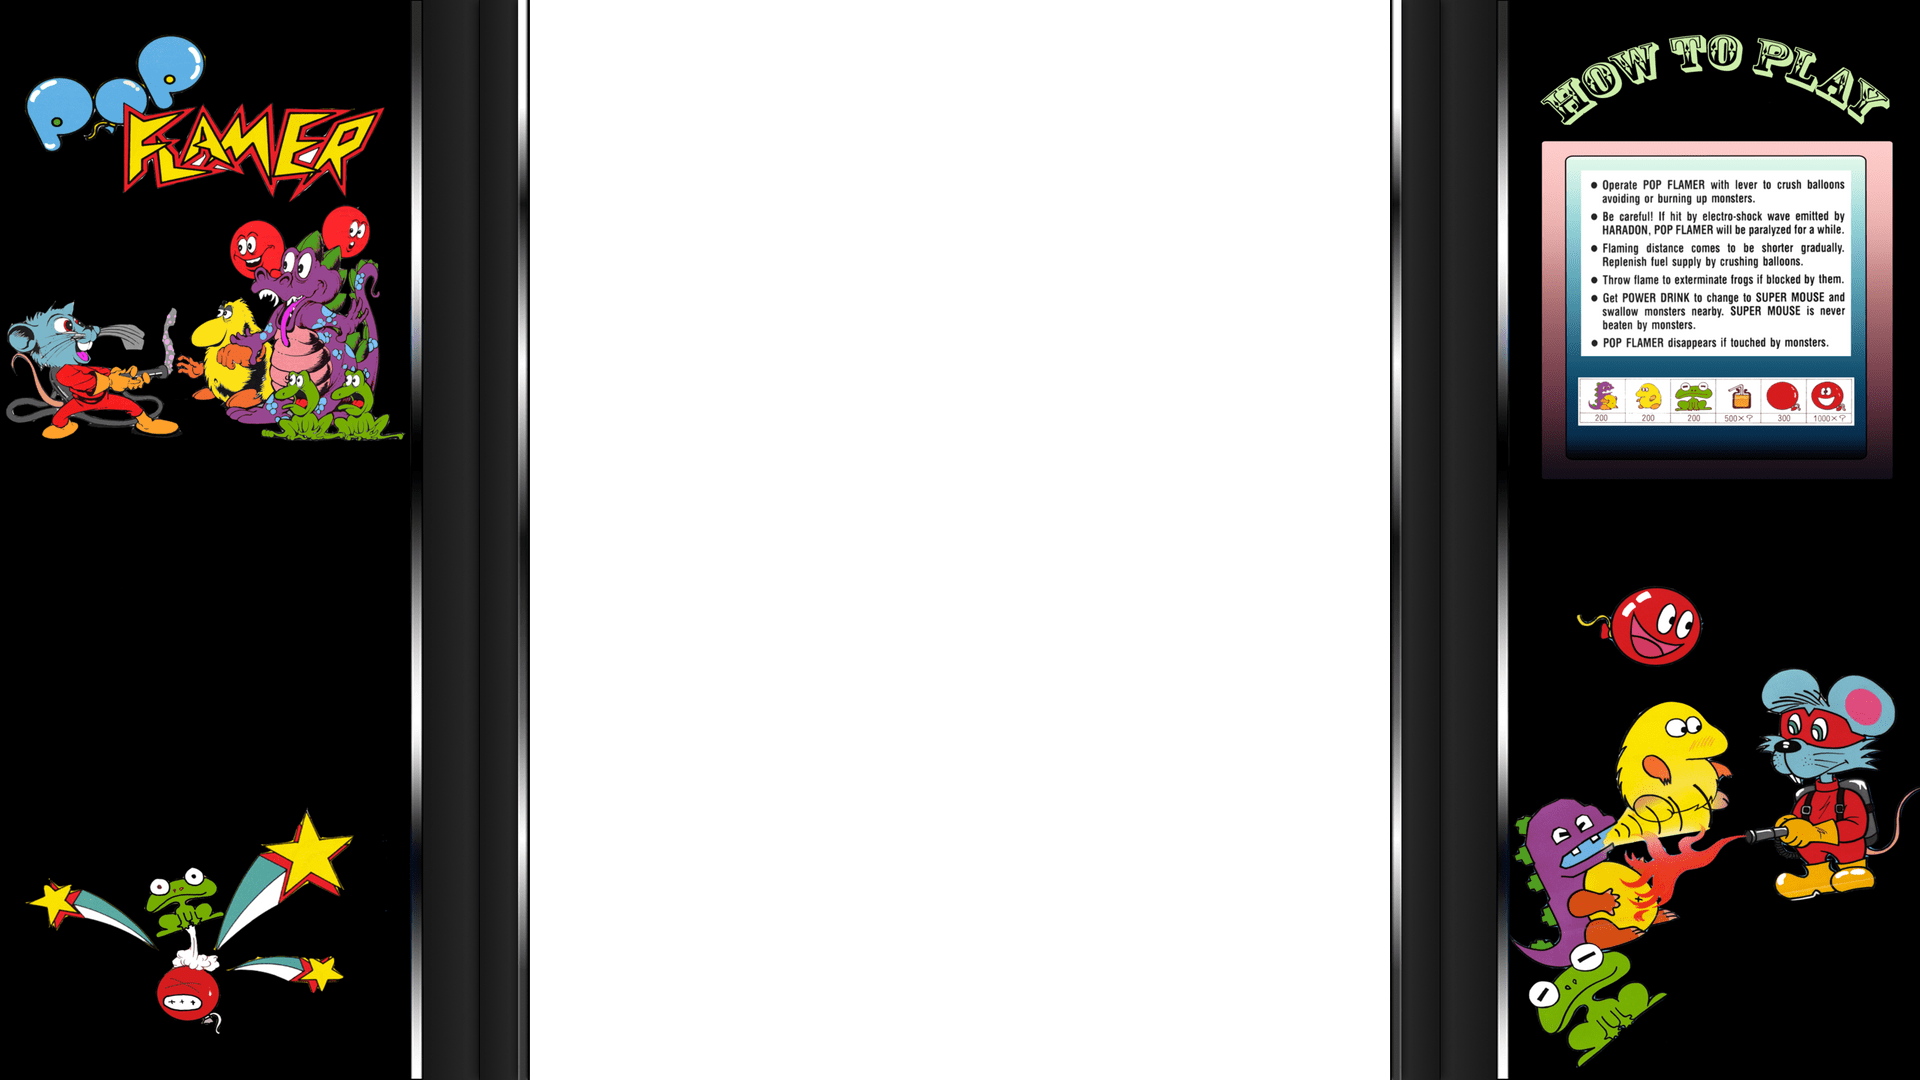 POP
FLAMER
HOW TO PLAY
● Operate POP FLAMER with lever to crush balloons
avoiding or burning up monsters.
● Be careful! If hit by electro-shock wave emitted by
HARADON, POP FLAMER will be paralyzed for a while.
● Flaming distance comes to be shorter gradually.
Replenish fuel supply by crushing balloons.
● Throw flame to exterminate frogs if blocked by them.
● Get POWER DRINK to change to SUPER MOUSE and
swallow monsters nearby. SUPER MOUSE is never
beaten by monsters.
● POP FLAMER disappears if touched by monsters.
200 200 200 500×? 300 1000×?